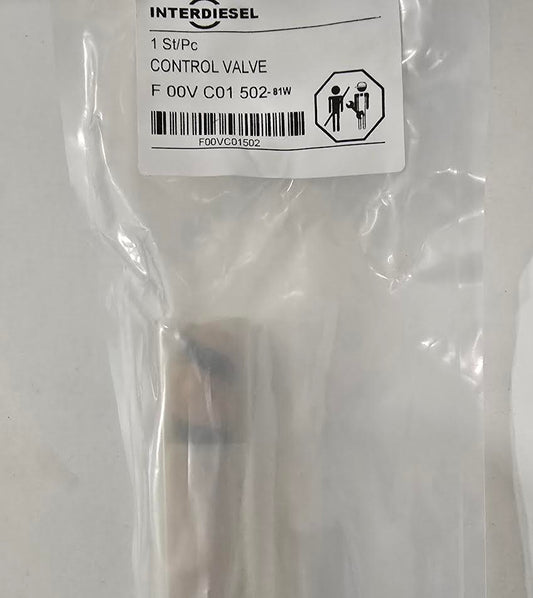 INTERDIESEL
1 St/Pc
CONTROL VALVE
F 00V C01 502-81W
F00VC01502